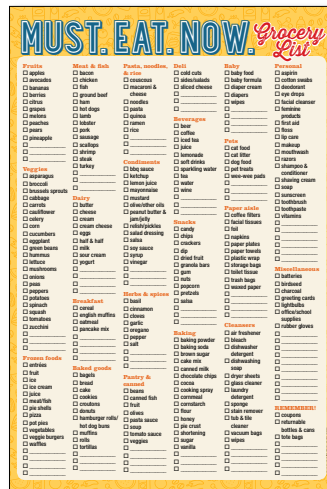 MUST. EAT. NOW.
Grocery
List
Fruits
apples
avocados
bananas
berries
citrus
grapes
melons
peaches
pears
pineapple
Veggies
asparagus
broccoli
brussels sprouts
cabbage
carrots
cauliflower
celery
corn
cucumbers
eggplant
green beans
hummus
lettuce
mushrooms
onions
peas
peppers
potatoes
spinach
squash
tomatoes
zucchini
Frozen foods
entrées
fruit
ice
ice cream
juice
meat/fish
pie shells
pizza
pot pies
vegetables
veggie burgers
waffles
Meat & fish
bacon
chicken
fish
ground beef
ham
hot dogs
lamb
lobster
pork
sausage
scallops
shrimp
steak
turkey
Dairy
butter
cheese
cream
cream cheese
eggs
half & half
milk
sour cream
yogurt
Breakfast
cereal
english muffins
oatmeal
pancake mix
Baked goods
bagels
bread
cake
cookies
croutons
donuts
hamburger rolls/
hot dog buns
muffins
rolls
tortillas
Pasta, noodles,
& rice
couscous
macaroni &
cheese
noodles
pasta
quinoa
ramen
rice
Condiments
bbq sauce
ketchup
lemon juice
mayonnaise
mustard
olive/other oils
peanut butter &
jam/jelly
relish/pickles
salad dressing
salsa
soy sauce
syrup
vinegar
Herbs & spices
basil
cinnamon
cloves
garlic
oregano
pepper
salt
Pastry &
canned
beans
canned fish
fruit
olives
pasta sauce
soup
tomato sauce
veggies
Deli
cold cuts
sides/salads
sliced cheese
Beverages
beer
coffee
iced tea
juice
lemonade
soft drinks
sparkling water
tea
water
wine
Snacks
candy
chips
crackers
dip
dried fruit
granola bars
gum
nuts
popcorn
pretzels
salsa
Baking
baking powder
baking soda
brown sugar
cake mix
canned milk
chocolate chips
cocoa
cooking spray
cornmeal
cornstarch
flour
honey
pie crust
shortening
sugar
vanilla
Baby
baby food
baby formula
diaper cream
diapers
wipes
Pets
cat food
cat litter
dog food
pet treats
wee-wee pads
Paper aisle
coffee filters
facial tissues
foil
napkins
paper plates
paper towels
plastic wrap
storage bags
toilet tissue
trash bags
waxed paper
Cleansers
air freshener
bleach
dishwasher
detergent
dishwashing
soap
dryer sheets
glass cleaner
laundry
detergent
sponge
stain remover
tub & tile
cleaner
vacuum bags
wipes
Personal
aspirin
cotton swabs
deodorant
eye drops
facial cleanser
feminine
products
first aid
floss
lip care
makeup
mouthwash
razors
shampoo &
conditioner
shaving cream
soap
sunscreen
toothbrush
toothpaste
vitamins
Miscellaneous
batteries
birdseed
charcoal
greeting cards
lightbulbs
office/school
supplies
rubber gloves
REMEMBER!
coupons
returnable
bottles & cans
tote bags